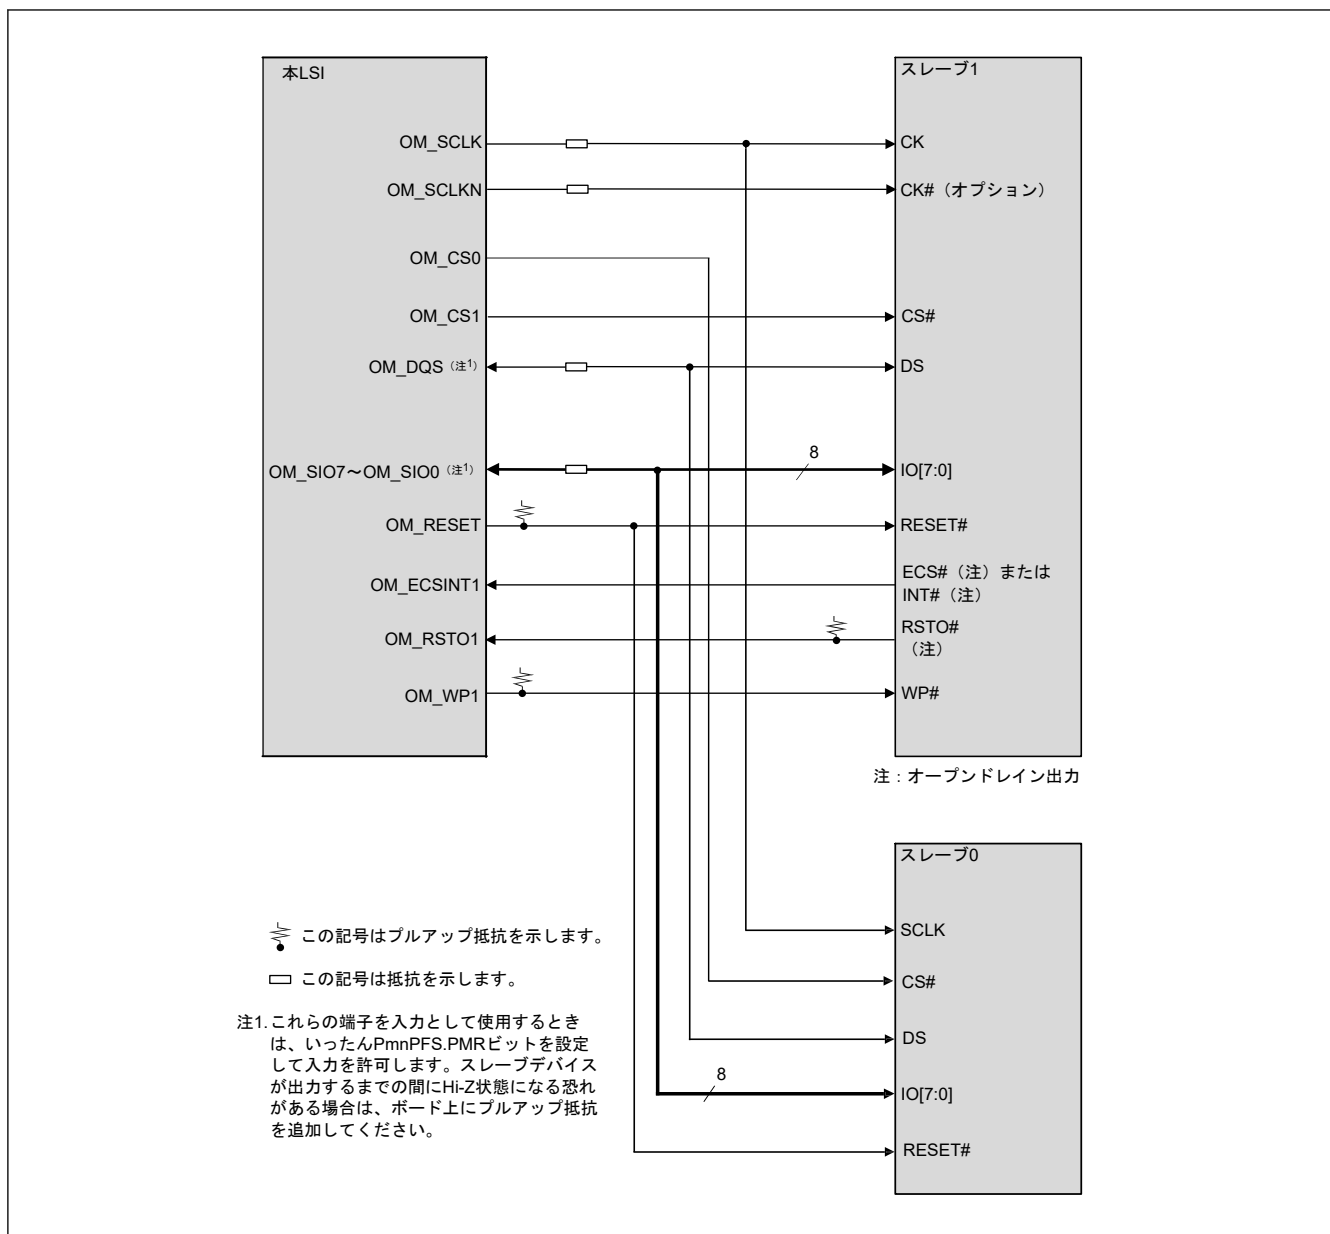 本LSI
スレーブ1
OM_SCLK
CK
OM_SCLKN
CK#（オプション）
OM_CS0
OM_CS1
CS#
OM_DQS（注1）
DS
8
OM_SIO7～OM_SIO0（注1）
IO[7:0]
OM_RESET
RESET#
OM_ECSINT1
ECS#（注）または
INT#（注）
OM_RSTO1
RSTO#
（注）
OM_WP1
WP#
注：オープンドレイン出力
スレーブ0
SCLK
CS#
DS
8
IO[7:0]
RESET#
この記号はプルアップ抵抗を示します。
この記号は抵抗を示します。
注1.これらの端子を入力として使用するとき
は、いったんPmnPFS.PMRビットを設定
して入力を許可します。スレーブデバイス
が出力するまでの間にHi-Z状態になる恐れ
がある場合は、ボード上にプルアップ抵抗
を追加してください。